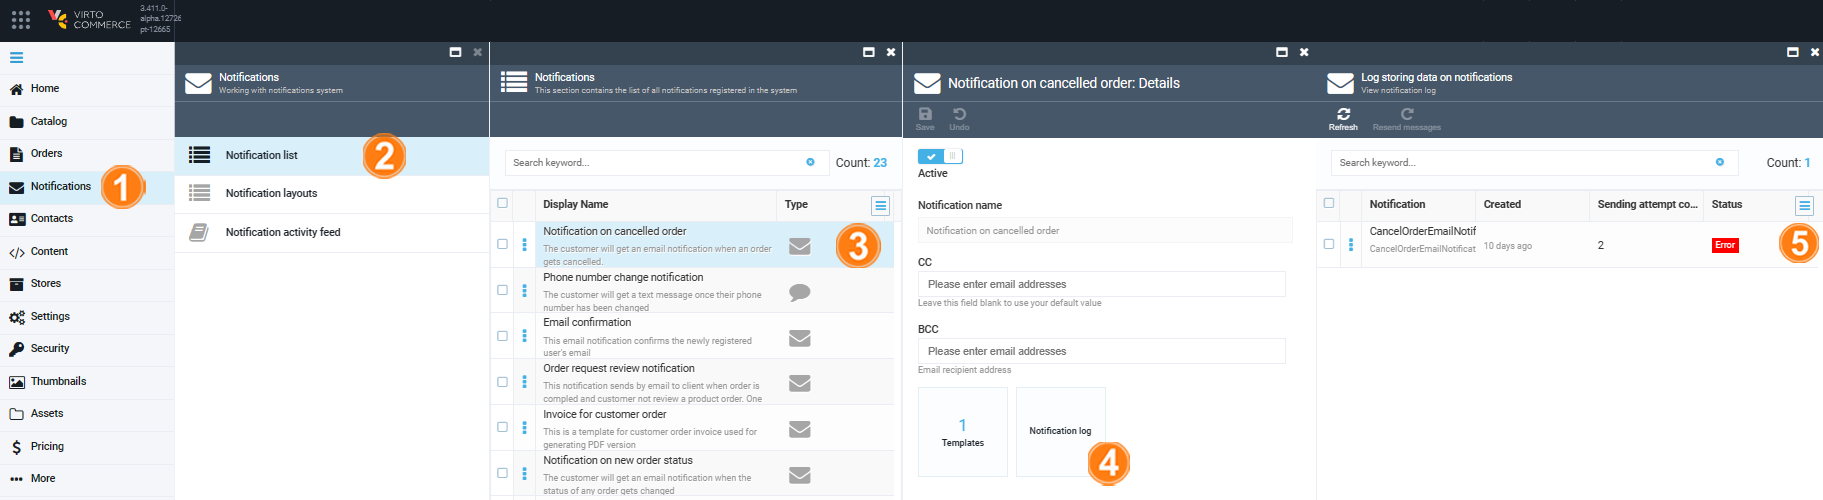 VIRTO
COMMERCE
3.411.0-
alpha.12726
pt-12665
Home
Catalog
Orders
Notifications
1
Contacts
Content
Stores
Settings
Security
Thumbnails
Assets
Pricing
More
Notifications
Working with notifications system
Notification list
2
Notification layouts
Notification activity feed
Notifications
This section contains the list of all notifications registered in the system
Search keyword...
Count: 23
Display Name Type
Notification on cancelled order
The customer will get an email notification when an order
gets cancelled.
3
Phone number change notification
The customer will get a text message once their phone
number has been changed
Email confirmation
This email notification confirms the newly registered
user's email
Order request review notification
This notification sends by email to client when order is
compled and customer not review a product order. One
Invoice for customer order
This is a template for customer order invoice used for
generating PDF version
Notification on new order status
The customer will get an email notification when the
status of any order gets changed
Notification on cancelled order: Details
Save Undo
Active
Notification name
Notification on cancelled order
CC
Please enter email addresses
Leave this field blank to use your default value
BCC
Please enter email addresses
Email recipient address
1
Templates
Notification log
4
Log storing data on notifications
View notification log
Refresh Resend messages
Search keyword...
Count: 1
Notification Created Sending attempt co... Status
CancelOrderEmailNotif
CancelOrderEmailNotificat 10 days ago 2 Error
5